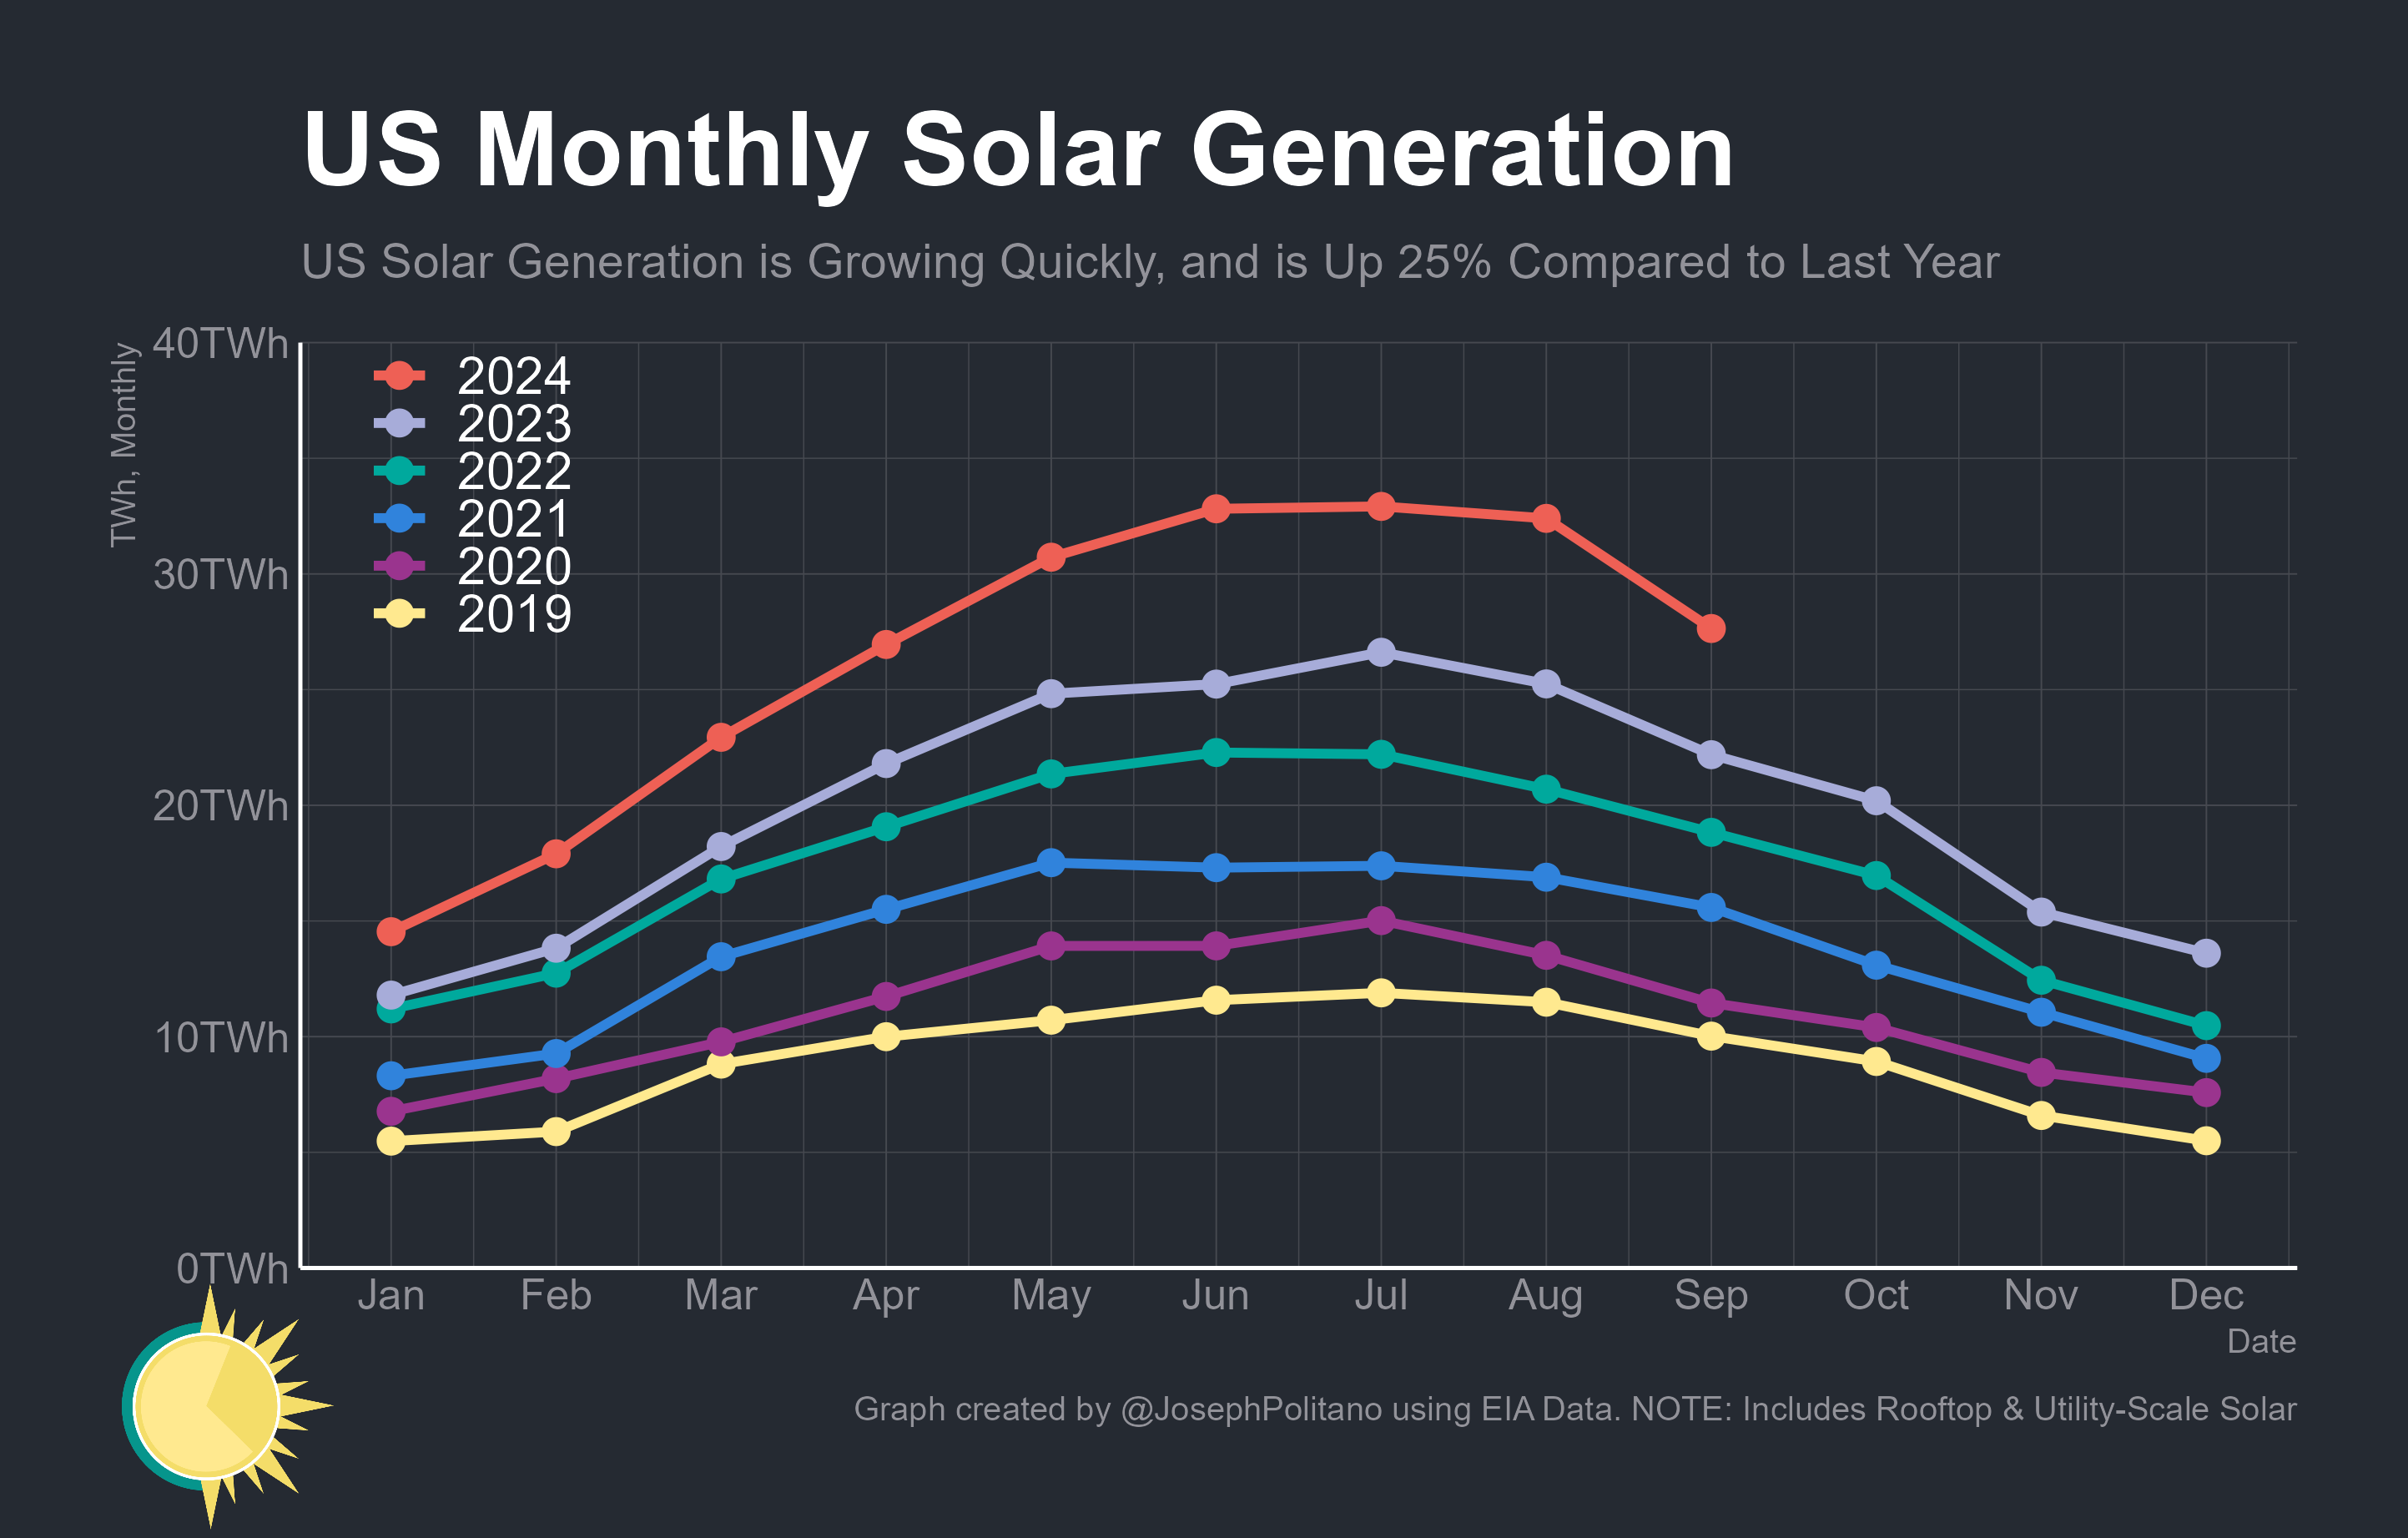 US Monthly Solar Generation
US Solar Generation is Growing Quickly, and is Up 25% Compared to Last Year
TWh, Monthly
40TWh
30TWh
20TWh
10TWh
0TWh
2024
2023
2022
2021
2020
2019
Jan Feb Mar Apr May Jun Jul Aug Sep Oct Nov Dec
Date
Graph created by @JosephPolitano using EIA Data. NOTE: Includes Rooftop & Utility-Scale Solar